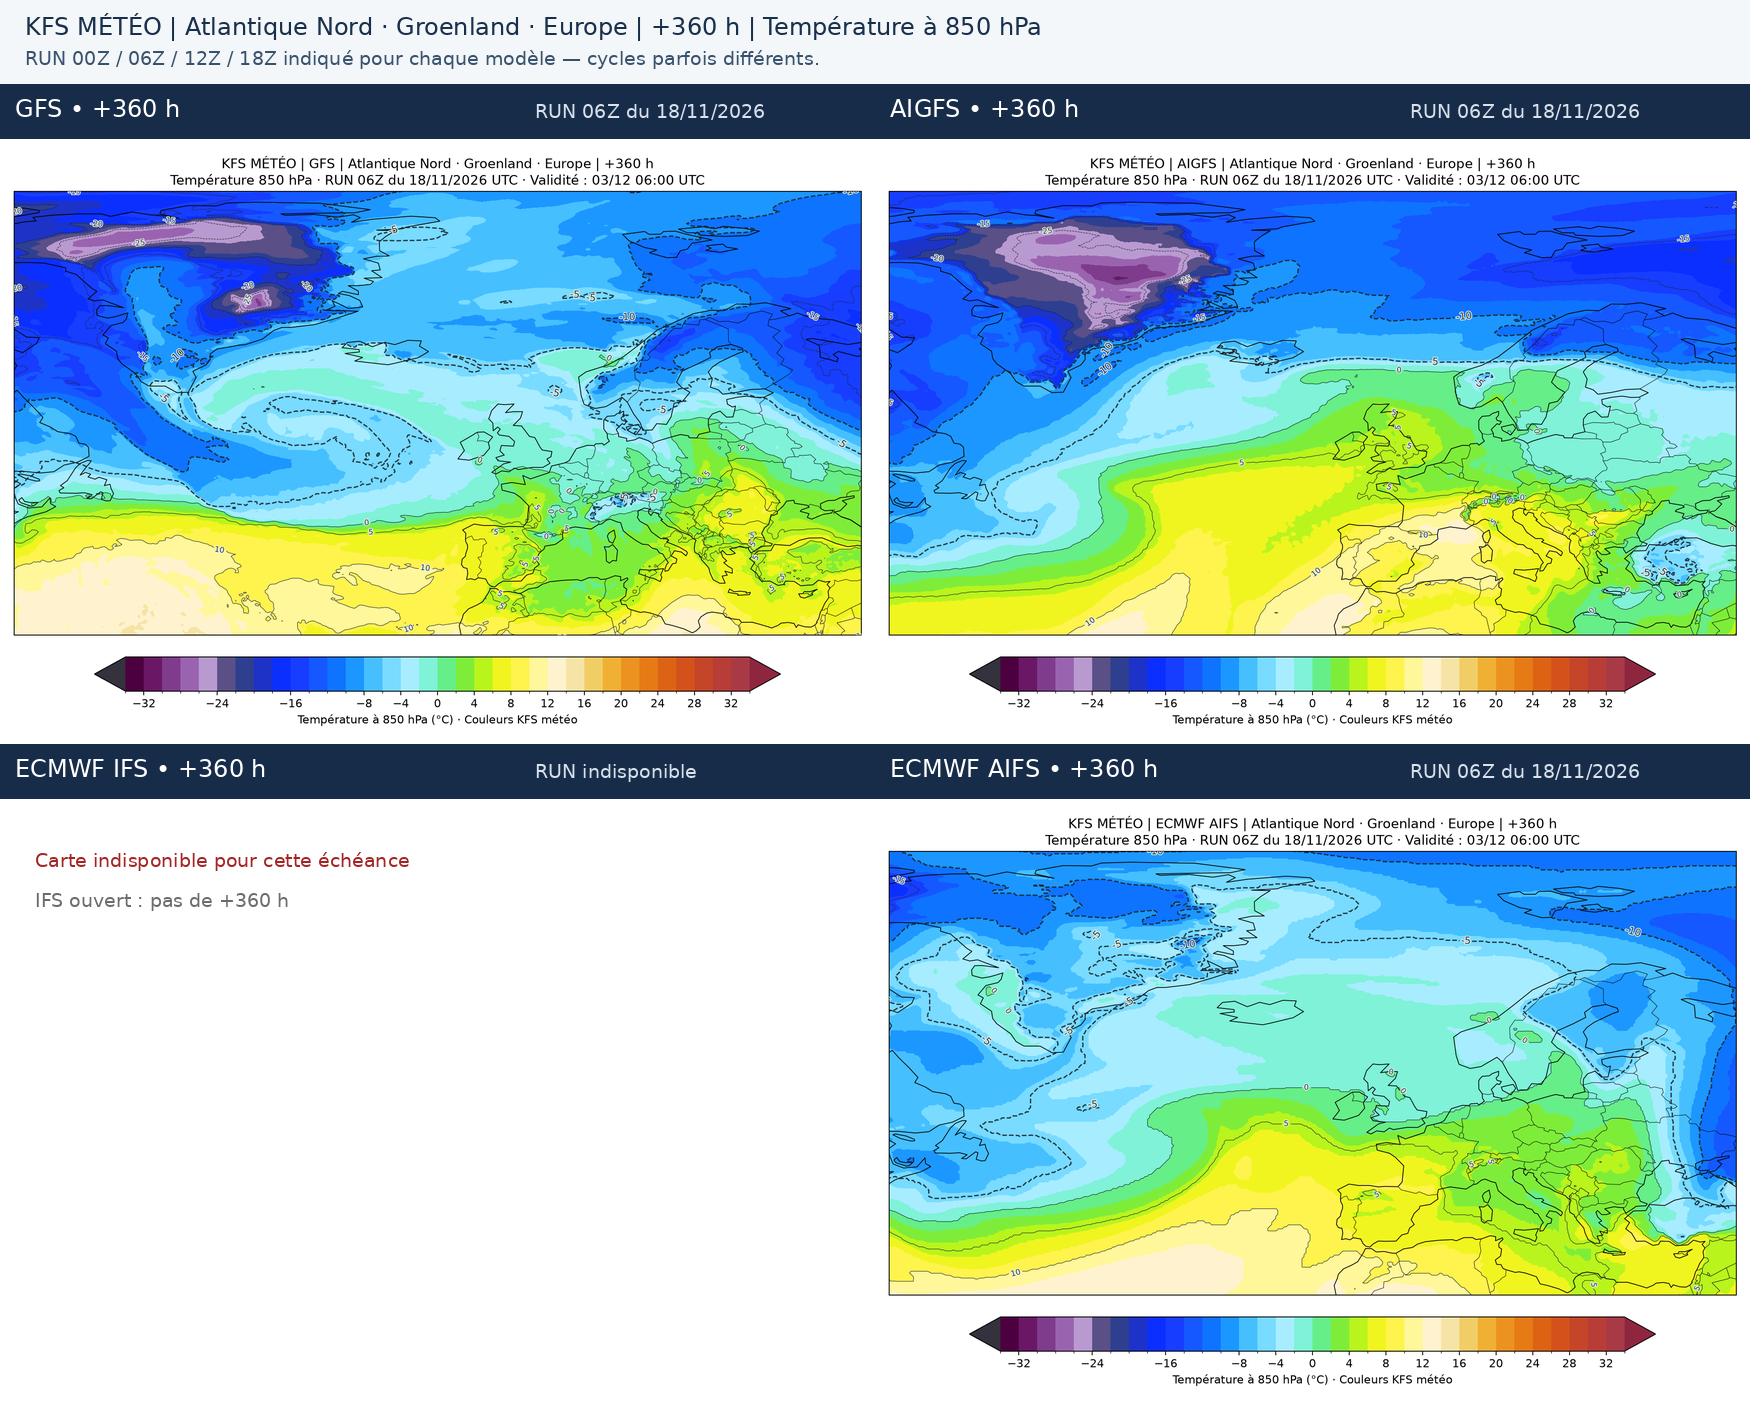 KFS MÉTÉO | Atlantique Nord · Groenland · Europe | +360 h | Température à 850 hPa
RUN 00Z / 06Z / 12Z / 18Z indiqué pour chaque modèle — cycles parfois différents.
GFS • +360 h
RUN 06Z du 18/11/2026
AIGFS • +360 h
RUN 06Z du 18/11/2026
KFS MÉTÉO | GFS | Atlantique Nord · Groenland · Europe | +360 h
Température 850 hPa · RUN 06Z du 18/11/2026 UTC · Validité : 03/12 06:00 UTC
KFS MÉTÉO | AIGFS | Atlantique Nord · Groenland · Europe | +360 h
Température 850 hPa · RUN 06Z du 18/11/2026 UTC · Validité : 03/12 06:00 UTC
−32 −24 −16 −8 −4 0 4 8 12 16 20 24 28 32
Température à 850 hPa (°C) · Couleurs KFS météo
−32 −24 −16 −8 −4 0 4 8 12 16 20 24 28 32
Température à 850 hPa (°C) · Couleurs KFS météo
ECMWF IFS • +360 h
RUN indisponible
ECMWF AIFS • +360 h
RUN 06Z du 18/11/2026
Carte indisponible pour cette échéance
IFS ouvert : pas de +360 h
KFS MÉTÉO | ECMWF AIFS | Atlantique Nord · Groenland · Europe | +360 h
Température 850 hPa · RUN 06Z du 18/11/2026 UTC · Validité : 03/12 06:00 UTC
−32 −24 −16 −8 −4 0 4 8 12 16 20 24 28 32
Température à 850 hPa (°C) · Couleurs KFS météo